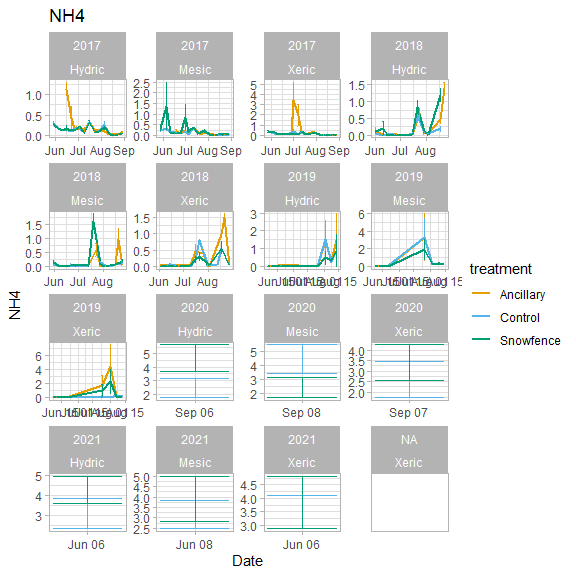 NH4
2017 2017 2017 2018
Hydric Mesic Xeric Hydric
1.0 0.5 0.0
2.5 2.0 1.5 1.0 0.5 0.0
5 4 3 2 1 0
1.5 1.0 0.5 0.0
Jun Jul Aug Sep Jun Jul Aug Sep Jun Jul Aug Sep Jun Jul Aug
2018 2018 2019 2019
Mesic Xeric Hydric Mesic
1.5 1.0 0.5 0.0
1.5 1.0 0.5 0.0
3 2 1 0
6 4 2 0
Jun Jul Aug Jun Jul Aug
2019 2020 2020 2020
Xeric Hydric Mesic Xeric
6 4 2 0
5 4 3 2
5 4 3 2
4.0 3.5 3.0 2.5 2.0
Sep 06 Sep 08 Sep 07
2021 2021 2021 NA
Hydric Mesic Xeric Xeric
5 4 3
5.0 4.5 4.0 3.5 3.0 2.5
4.5 4.0 3.5 3.0
Jun 06 Jun 08 Jun 06
Date
NH4
treatment
Ancillary
Control
Snowfence